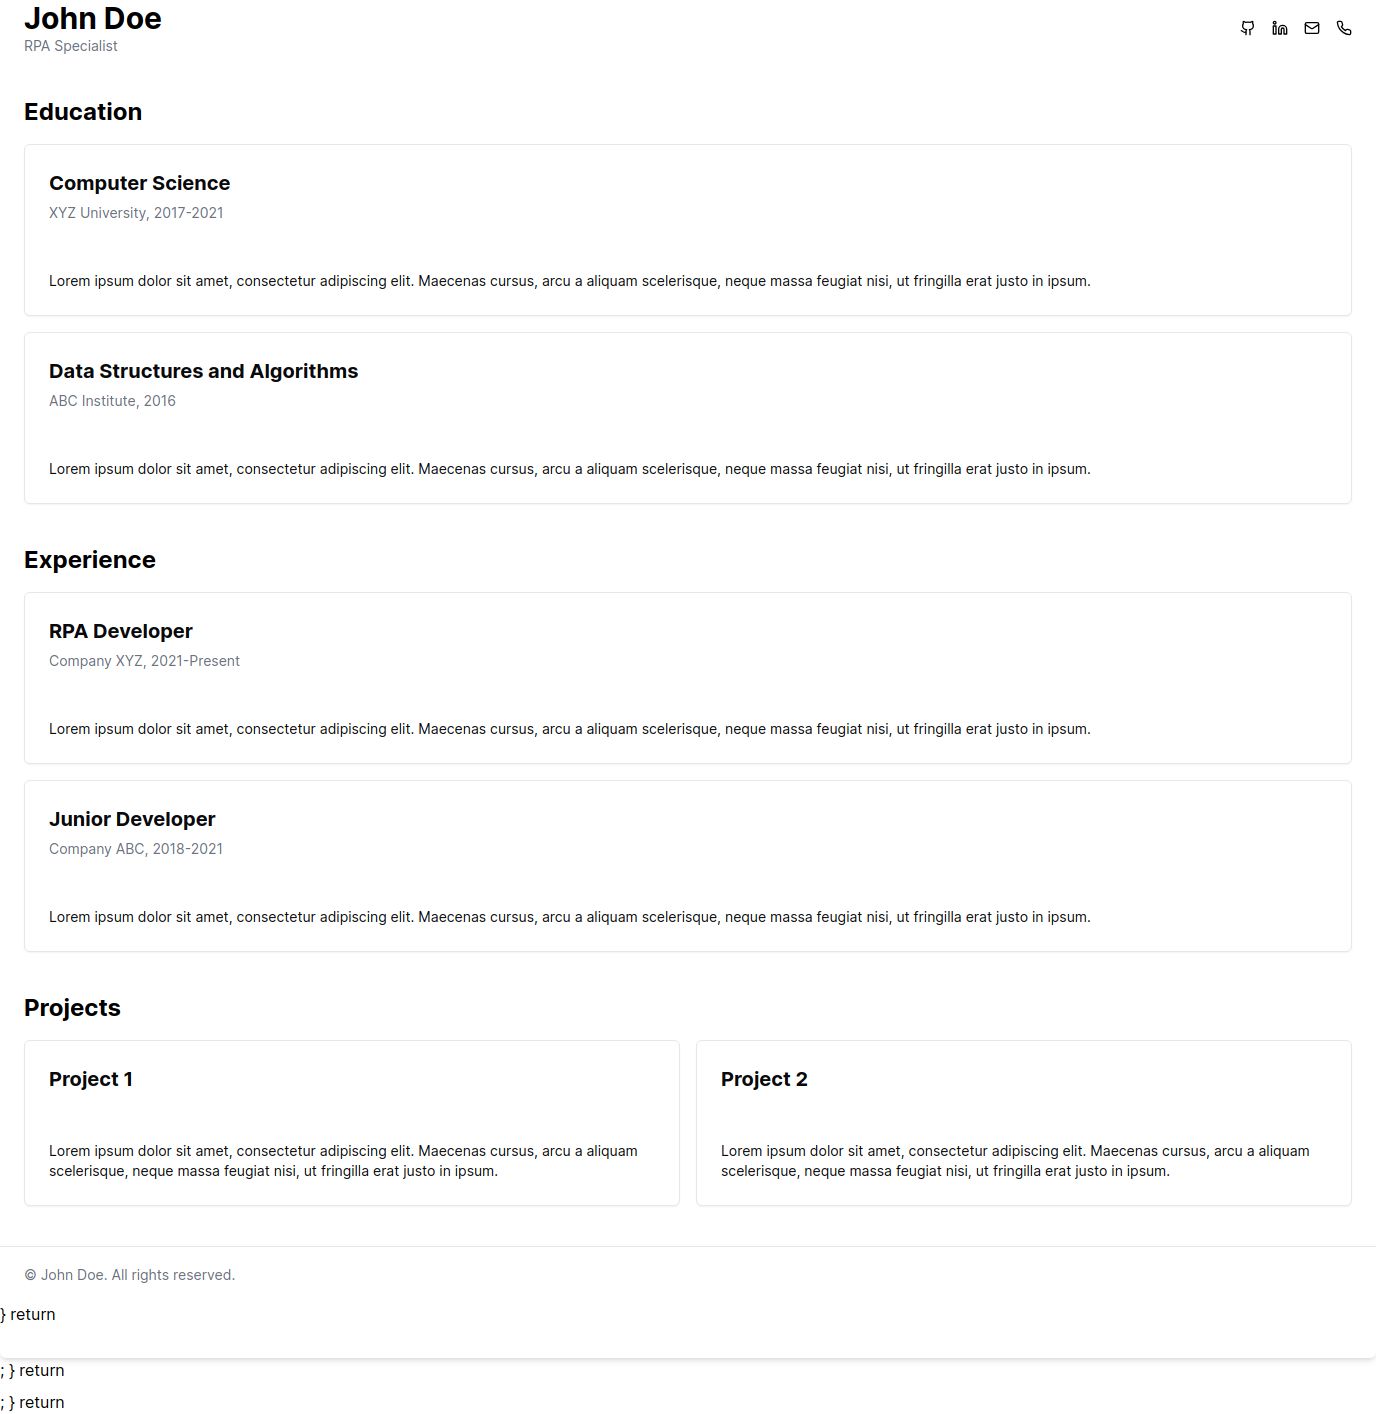 John Doe
RPA Specialist
Education
Computer Science
XYZ University, 2017-2021
Lorem ipsum dolor sit amet, consectetur adipiscing elit. Maecenas cursus, arcu a aliquam scelerisque, neque massa feugiat nisi, ut fringilla erat justo in ipsum.
Data Structures and Algorithms
ABC Institute, 2016
Lorem ipsum dolor sit amet, consectetur adipiscing elit. Maecenas cursus, arcu a aliquam scelerisque, neque massa feugiat nisi, ut fringilla erat justo in ipsum.
Experience
RPA Developer
Company XYZ, 2021-Present
Lorem ipsum dolor sit amet, consectetur adipiscing elit. Maecenas cursus, arcu a aliquam scelerisque, neque massa feugiat nisi, ut fringilla erat justo in ipsum.
Junior Developer
Company ABC, 2018-2021
Lorem ipsum dolor sit amet, consectetur adipiscing elit. Maecenas cursus, arcu a aliquam scelerisque, neque massa feugiat nisi, ut fringilla erat justo in ipsum.
Projects
Project 1
Lorem ipsum dolor sit amet, consectetur adipiscing elit. Maecenas cursus, arcu a aliquam
scelerisque, neque massa feugiat nisi, ut fringilla erat justo in ipsum.
Project 2
Lorem ipsum dolor sit amet, consectetur adipiscing elit. Maecenas cursus, arcu a aliquam
scelerisque, neque massa feugiat nisi, ut fringilla erat justo in ipsum.
© John Doe. All rights reserved.
} return
; } return
; } return